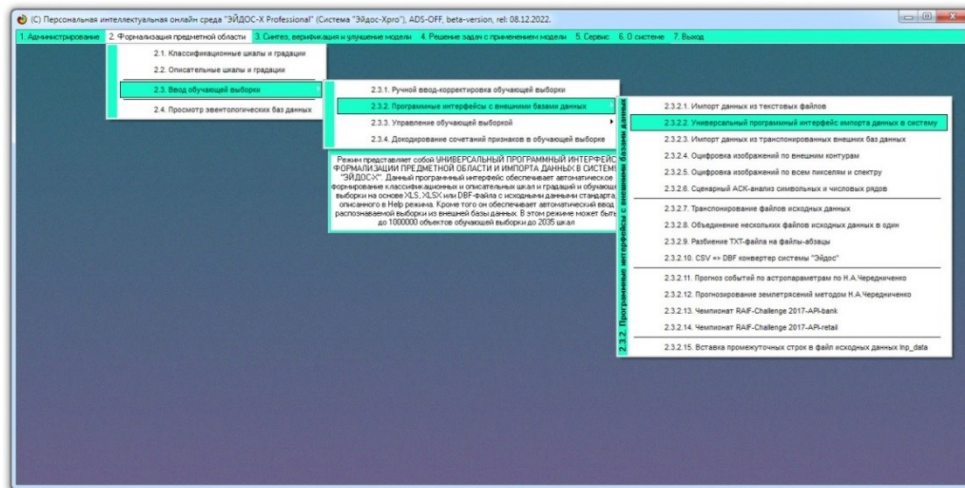 (C) Персональная интеллектуальная онлайн среда "ЭЙДОС-X Professional" (Система "Эйдос-Xpro"), ADS-OFF, beta-version, rel: 08.12.2022.
1. Администрирование 2. Формализация предметной области 3. Синтез, верификация и улучшение модели 4. Решение задач с применением модели 5. Сервис 6. О системе 7. Выход
2.1. Классификационные шкалы и градации
2.2. Описательные шкалы и градации
2.3. Ввод обучающей выборки
2.4. Просмотр эвентологических баз данных
2.3.1. Ручной ввод-корректировка обучающей выборки
2.3.2. Программные интерфейсы с внешними базами данных
2.3.3. Управление обучающей выборкой
2.3.4. Докодирование сочетаний признаков в обучающей выборке
Режим представляет собой УНИВЕРСАЛЬНЫЙ ПРОГРАММНЫЙ ИНТЕРФЕЙС
ФОРМАЛИЗАЦИИ ПРЕДМЕТНОЙ ОБЛАСТИ И ИМПОРТА ДАННЫХ В СИСТЕМУ
"ЭЙДОС-X". Данный программный интерфейс обеспечивает автоматическое
формирование классификационных и описательных шкал и градаций и обучающей
выборки на основе XLS, XLSX или DBF-файла с исходными данными стандарта,
описанного в Help режима. Кроме того он обеспечивает автоматический ввод
распознаваемой выборки из внешней базы данных. В этом режиме может быть
до 1000000 объектов обучающей выборки до 2035 шкал
2.3.2. Программные интерфейсы с внешними базами данных
2.3.2.1. Импорт данных из текстовых файлов
2.3.2.2. Универсальный программный интерфейс импорта данных в систему
2.3.2.3. Импорт данных из транспонированных внешних баз данных
2.3.2.4. Оцифровка изображений по внешним контурам
2.3.2.5. Оцифровка изображений по всем пикселям и спектру
2.3.2.6. Сценарный АСК-анализ символьных и числовых рядов
2.3.2.7. Транспонирование файлов исходных данных
2.3.2.8. Объединение нескольких файлов исходных данных в один
2.3.2.9. Разбиение TXT-файла на файлы-абзацы
2.3.2.10. CSV => DBF конвертер системы "Эйдос"
2.3.2.11. Прогноз событий по астропараметрам по Н.А.Чередниченко
2.3.2.12. Прогнозирование землетрясений методом Н.А.Чередниченко
2.3.2.13. Чемпионат RAIF-Challenge 2017-API-bank
2.3.2.14. Чемпионат RAIF-Challenge 2017-API-retail
2.3.2.15. Вставка промежуточных строк в файл исходных данных Inp_data